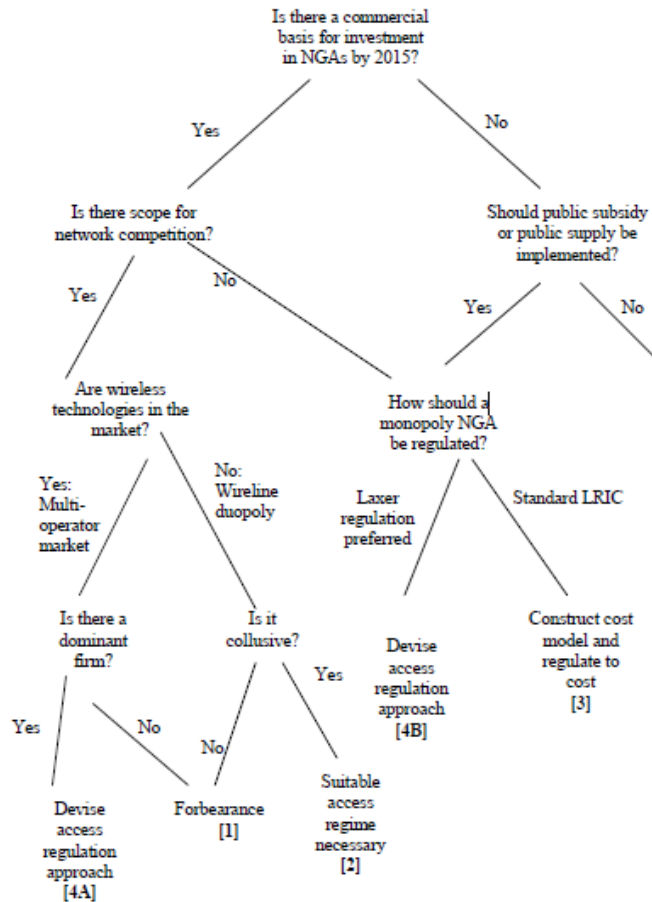 Is there a commercial
basis for investment
in NGAs by 2015?
Yes
No
Is there scope for
network competition?
Should public subsidy
or public supply be
implemented?
Yes
No
Yes
No
Are wireless
technologies in the
market?
How should a
monopoly NGA
be regulated?
Yes:
Multi-
operator
market
No:
Wireline
duopoly
Laxer
regulation
preferred
Standard LRIC
Is there a
dominant
firm?
Is it
collusive?
Devise
access
regulation
approach
[4B]
Construct cost
model and
regulate to
cost
[3]
Yes
No
No
Yes
Devise
access
regulation
approach
[4A]
Forbearance
[1]
Suitable
access
regime
necessary
[2]